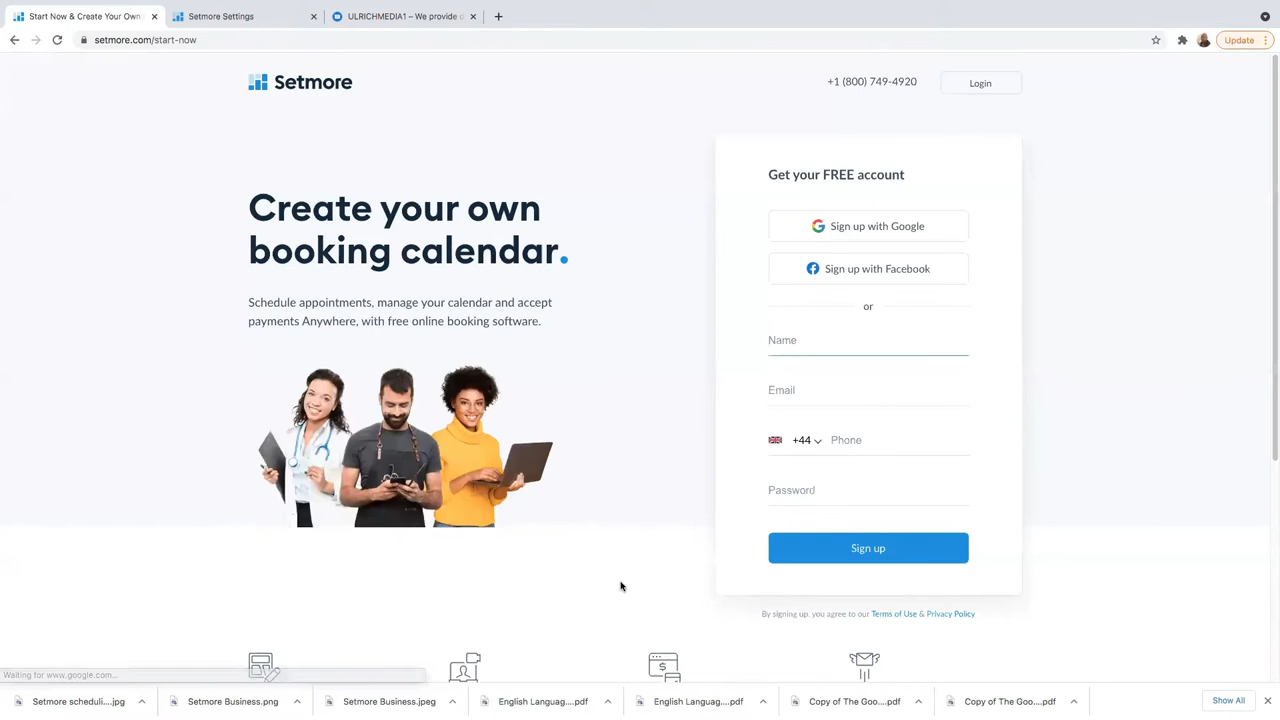 Start Now & Create Your Own
Setmore Settings
ULRICHMEDIA1 – We provide d
setmore.com/start-now
Update
Setmore
+1 (800) 749-4920
Login
Create your own
booking calendar.
Schedule appointments, manage your calendar and accept
payments Anywhere, with free online booking software.
Get your FREE account
Sign up with Google
Sign up with Facebook
or
Name
Email
+44
Phone
Password
Sign up
By signing up, you agree to our Terms of Use & Privacy Policy
Waiting for www.google.com...
Setmore scheduli....jpg
Setmore Business.png
Setmore Business.jpeg
English Languag....pdf
English Languag....pdf
Copy of The Goo....pdf
Copy of The Goo....pdf
Show All